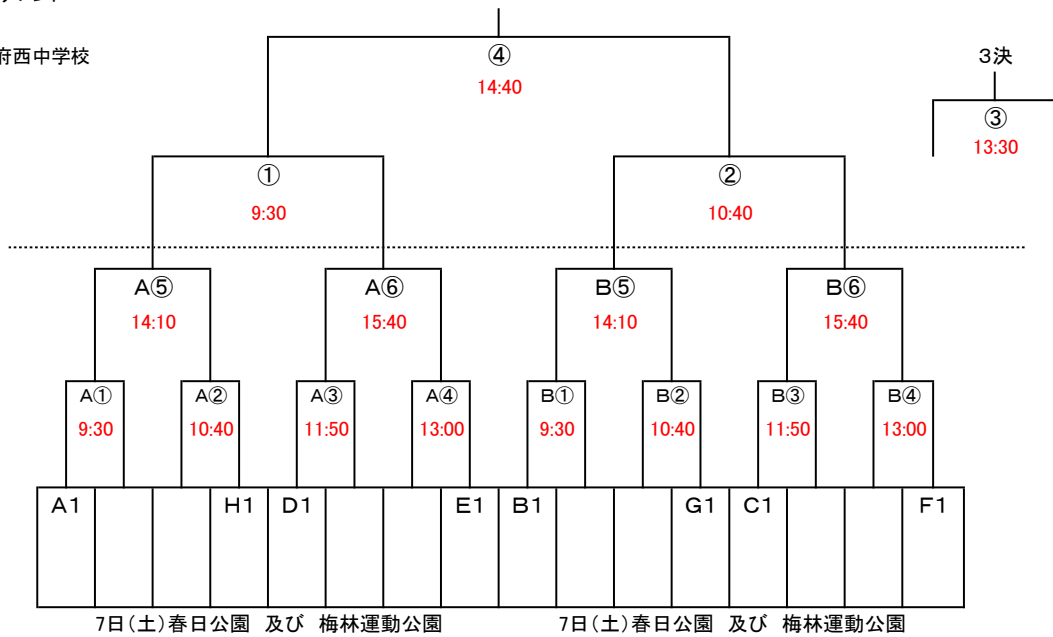 府西中学校
④
3決
14:40
③
13:30
①
②
9:30
10:40
A⑤
A⑥
B⑤
B⑥
14:10
15:40
14:10
15:40
A①
A②
A③
A④
B①
B②
B③
B④
9:30
10:40
11:50
13:00
9:30
10:40
11:50
13:00
A1
H1
D1
E1
B1
G1
C1
F1
7日(土)春日公園 及び 梅林運動公園
7日(土)春日公園 及び 梅林運動公園